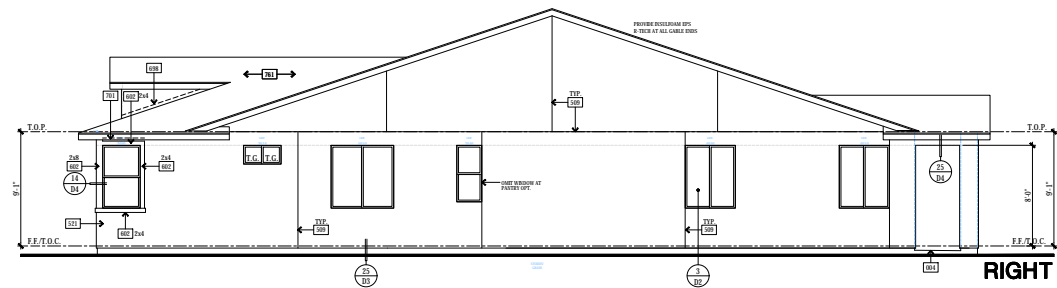 PROVIDE INSULFOAM EPS
R-TECH AT ALL GABLE ENDS
698
761
701
602 2x4
TYP.
509
T.O.P.
T.O.P.
2x8
602
2x4
602
T.G. T.G.
14
D4
25
D4
OMIT WINDOW AT
PANTRY OPT.
9'-1"
8'-0"
9'-1"
521
602 2x4
TYP.
509
TYP.
509
F.F./T.O.C.
F.F./T.O.C.
25
D3
3
D2
004
RIGHT